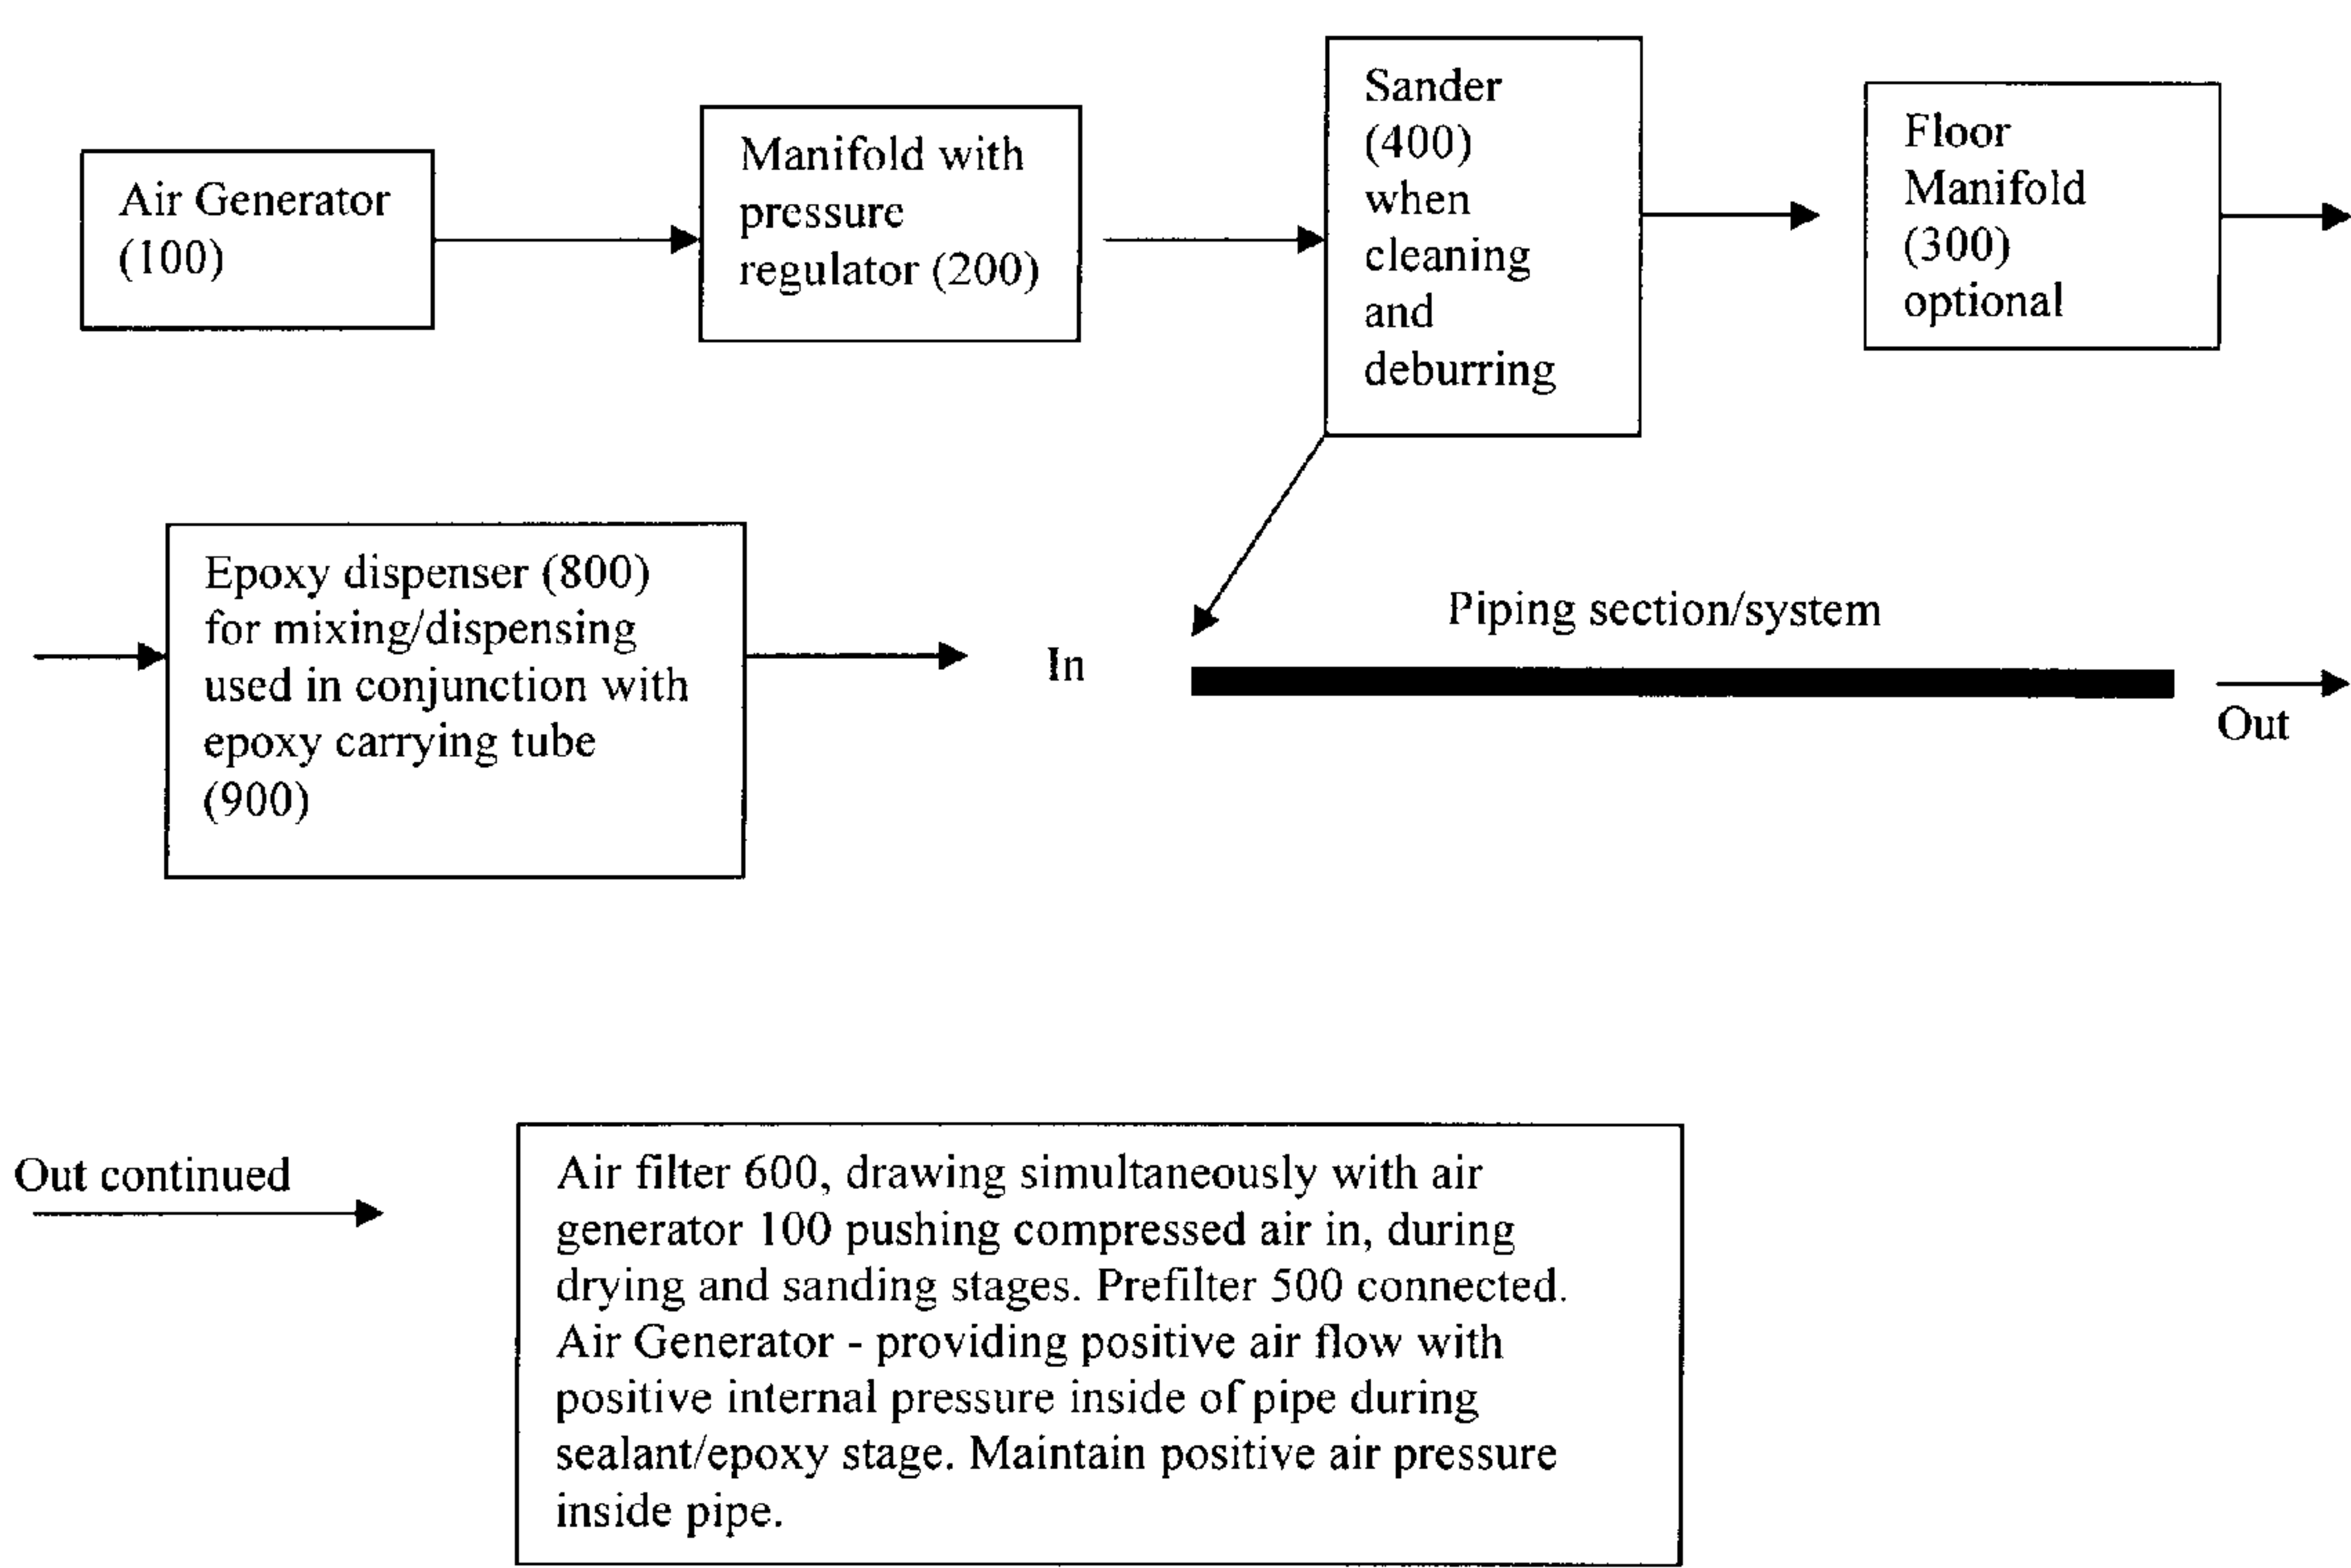 Air Generator
(100)
Manifold with
pressure
regulator (200)
Sander
(400)
when
cleaning
and
deburring
Floor
Manifold
(300)
optional
Epoxy dispenser (800)
for mixing/dispensing
used in conjunction with
epoxy carrying tube
(900)
In
Piping section/system
Out
Out continued
Air filter 600, drawing simultaneously with air
generator 100 pushing compressed air in, during
drying and sanding stages. Prefilter 500 connected.
Air Generator - providing positive air flow with
positive internal pressure inside of pipe during
sealant/epoxy stage. Maintain positive air pressure
inside pipe.